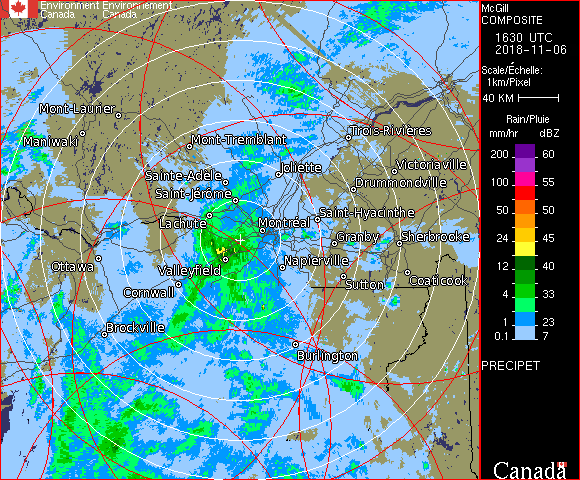 Environment Environnement
Canada Canada
McGill
COMPOSITE
1630 UTC
2018-11-06
Scale/Échelle:
1km/Pixel
40 KM
Rain/Pluie
mm/hr dBZ
200 60
100 55
50 50
24 45
12 40
4 33
1 23
0.1 7
PRECIPET
Canada
Mont-Laurier
Maniwaki
Mont-Tremblant
Trois-Rivières
Joliette
Victoriaville
Sainte-Adèle
Drummondville
Saint-Jérôme
Saint-Hyacinthe
Lachute
Montréal
Granby
Sherbrooke
Ottawa
Valleyfield
Napierville
Cornwall
Sutton
Coaticook
Brockville
Burlington